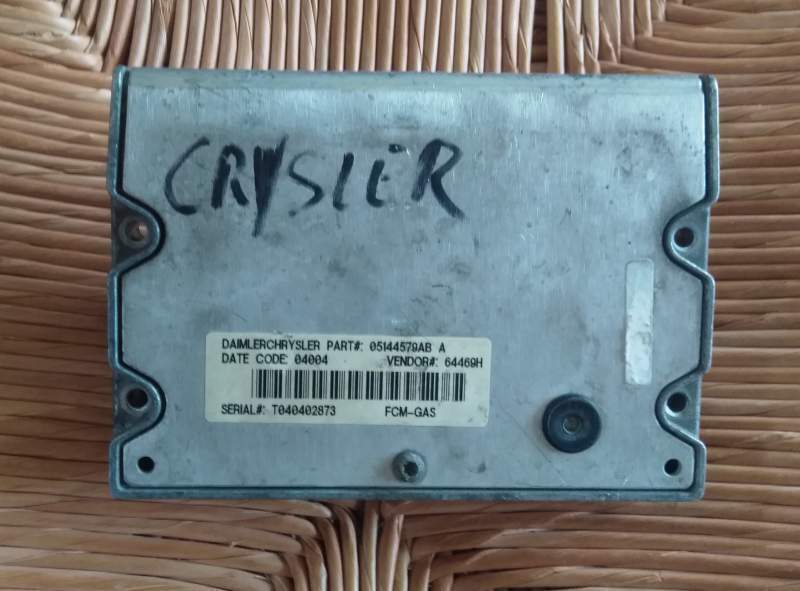 CRYSLER
DAIMLERCHRYSLER PART#: 05144579AB A
DATE CODE: 04004 VENDOR#: 64469H
SERIAL#: T040402873 FCM-GAS